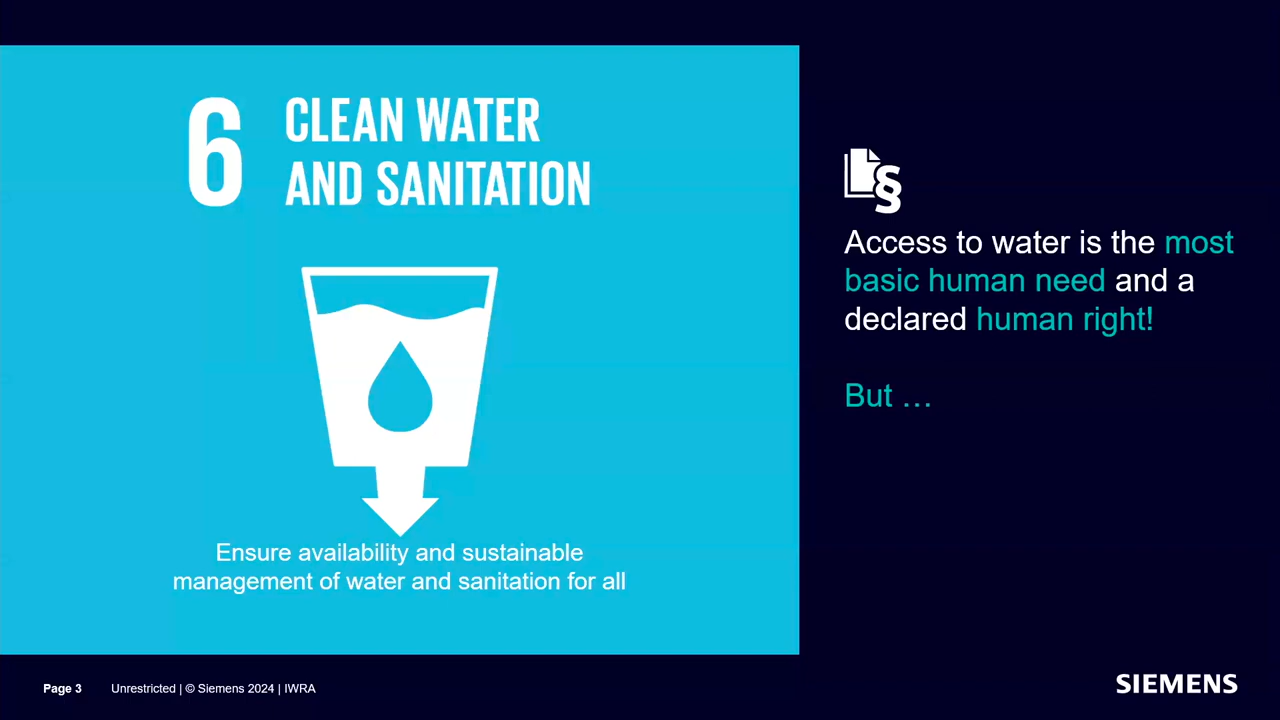 6 CLEAN WATER
AND SANITATION
Ensure availability and sustainable
management of water and sanitation for all
§
Access to water is the most
basic human need and a
declared human right!
But …
Page 3 Unrestricted | © Siemens 2024 | IWRA
SIEMENS